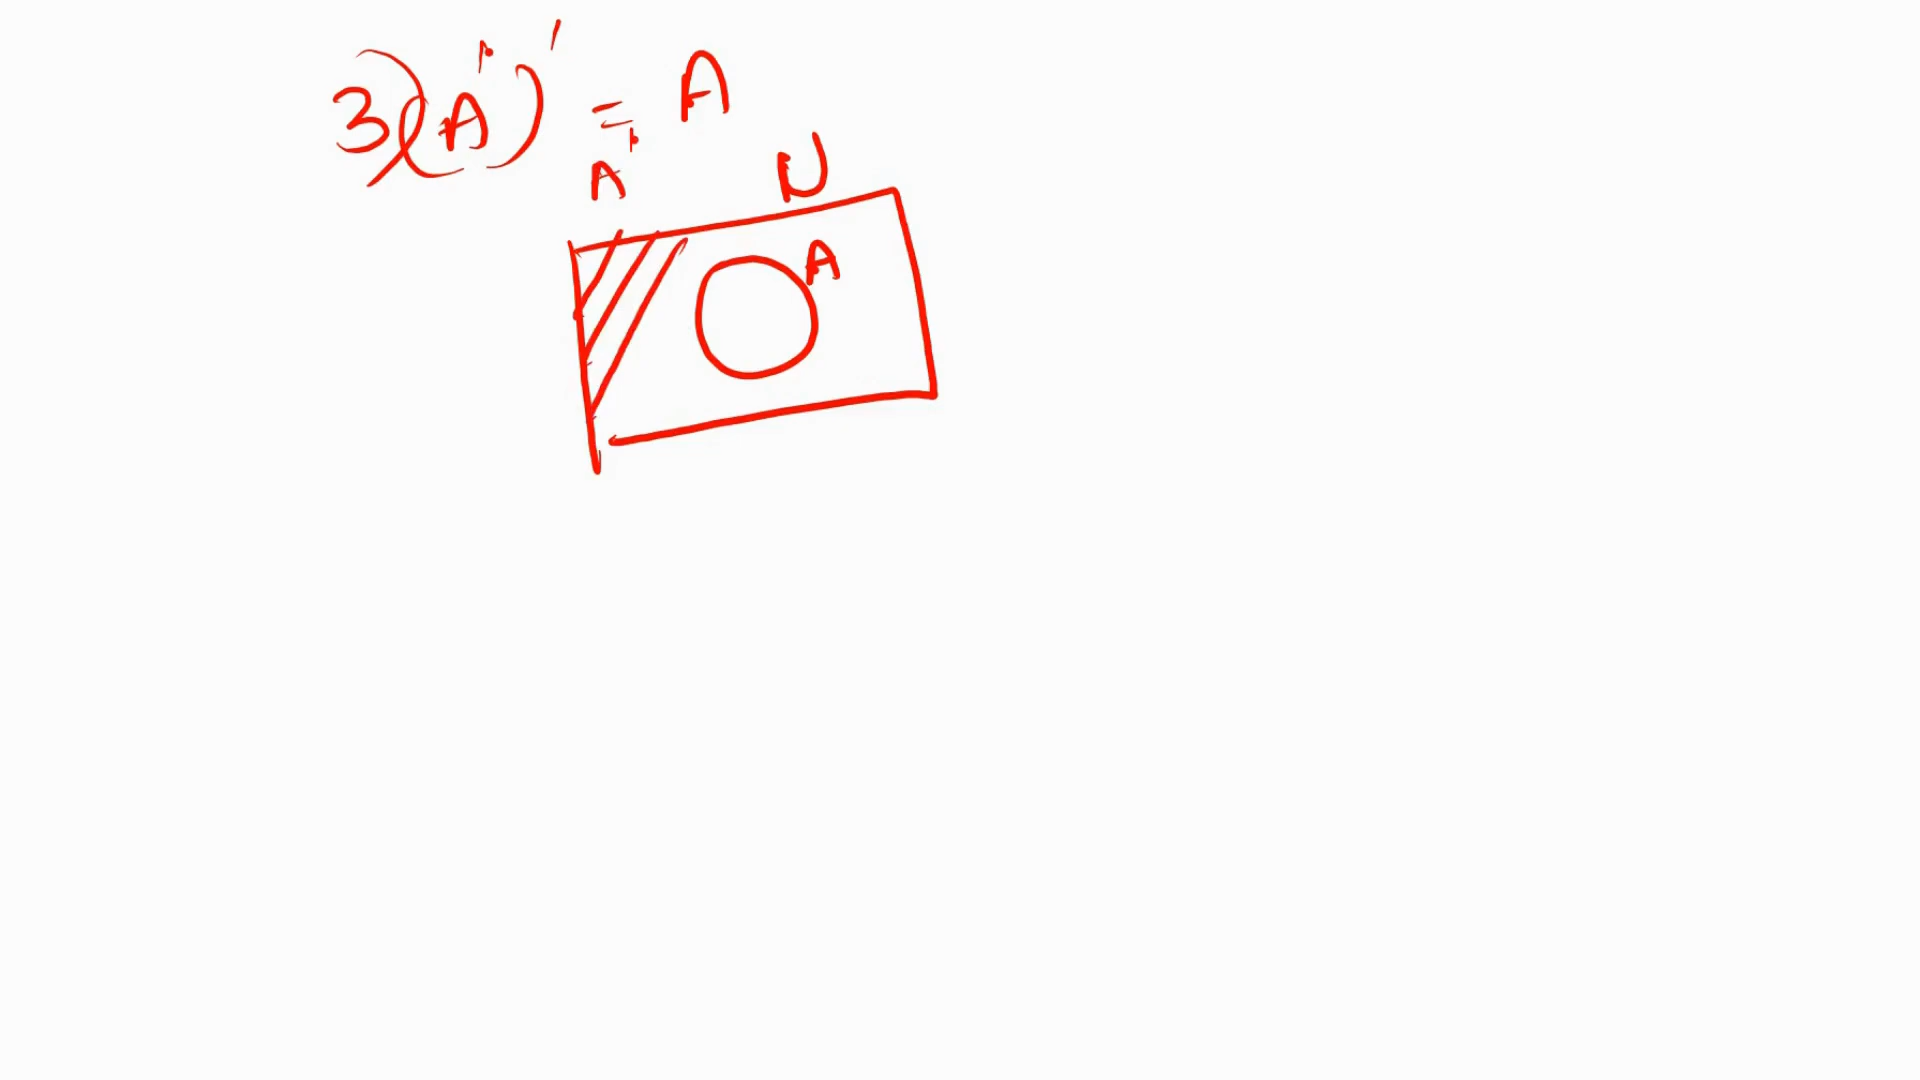 3) (A')' = A
A'
U
A